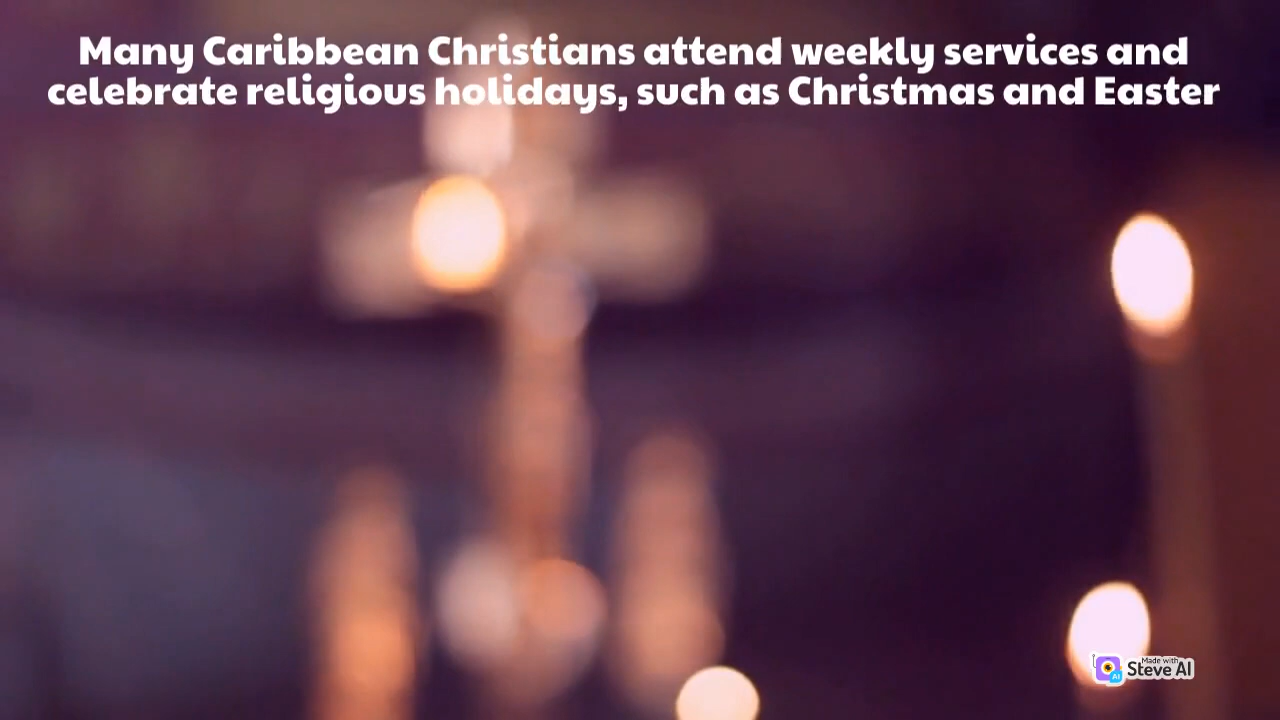 Many Caribbean Christians attend weekly services and
celebrate religious holidays, such as Christmas and Easter
Made with
Steve AI
AI